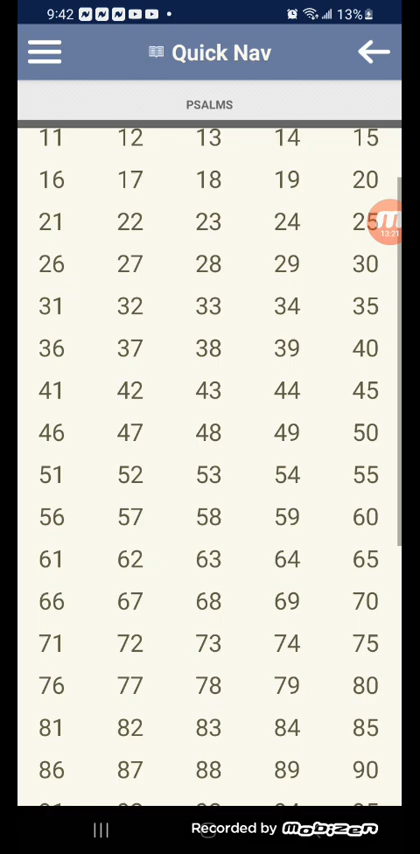 9:42 13%
Quick Nav
PSALMS
11 12 13 14 15
16 17 18 19 20
21 22 23 24 25
13:21
26 27 28 29 30
31 32 33 34 35
36 37 38 39 40
41 42 43 44 45
46 47 48 49 50
51 52 53 54 55
56 57 58 59 60
61 62 63 64 65
66 67 68 69 70
71 72 73 74 75
76 77 78 79 80
81 82 83 84 85
86 87 88 89 90
Recorded by Mobizen